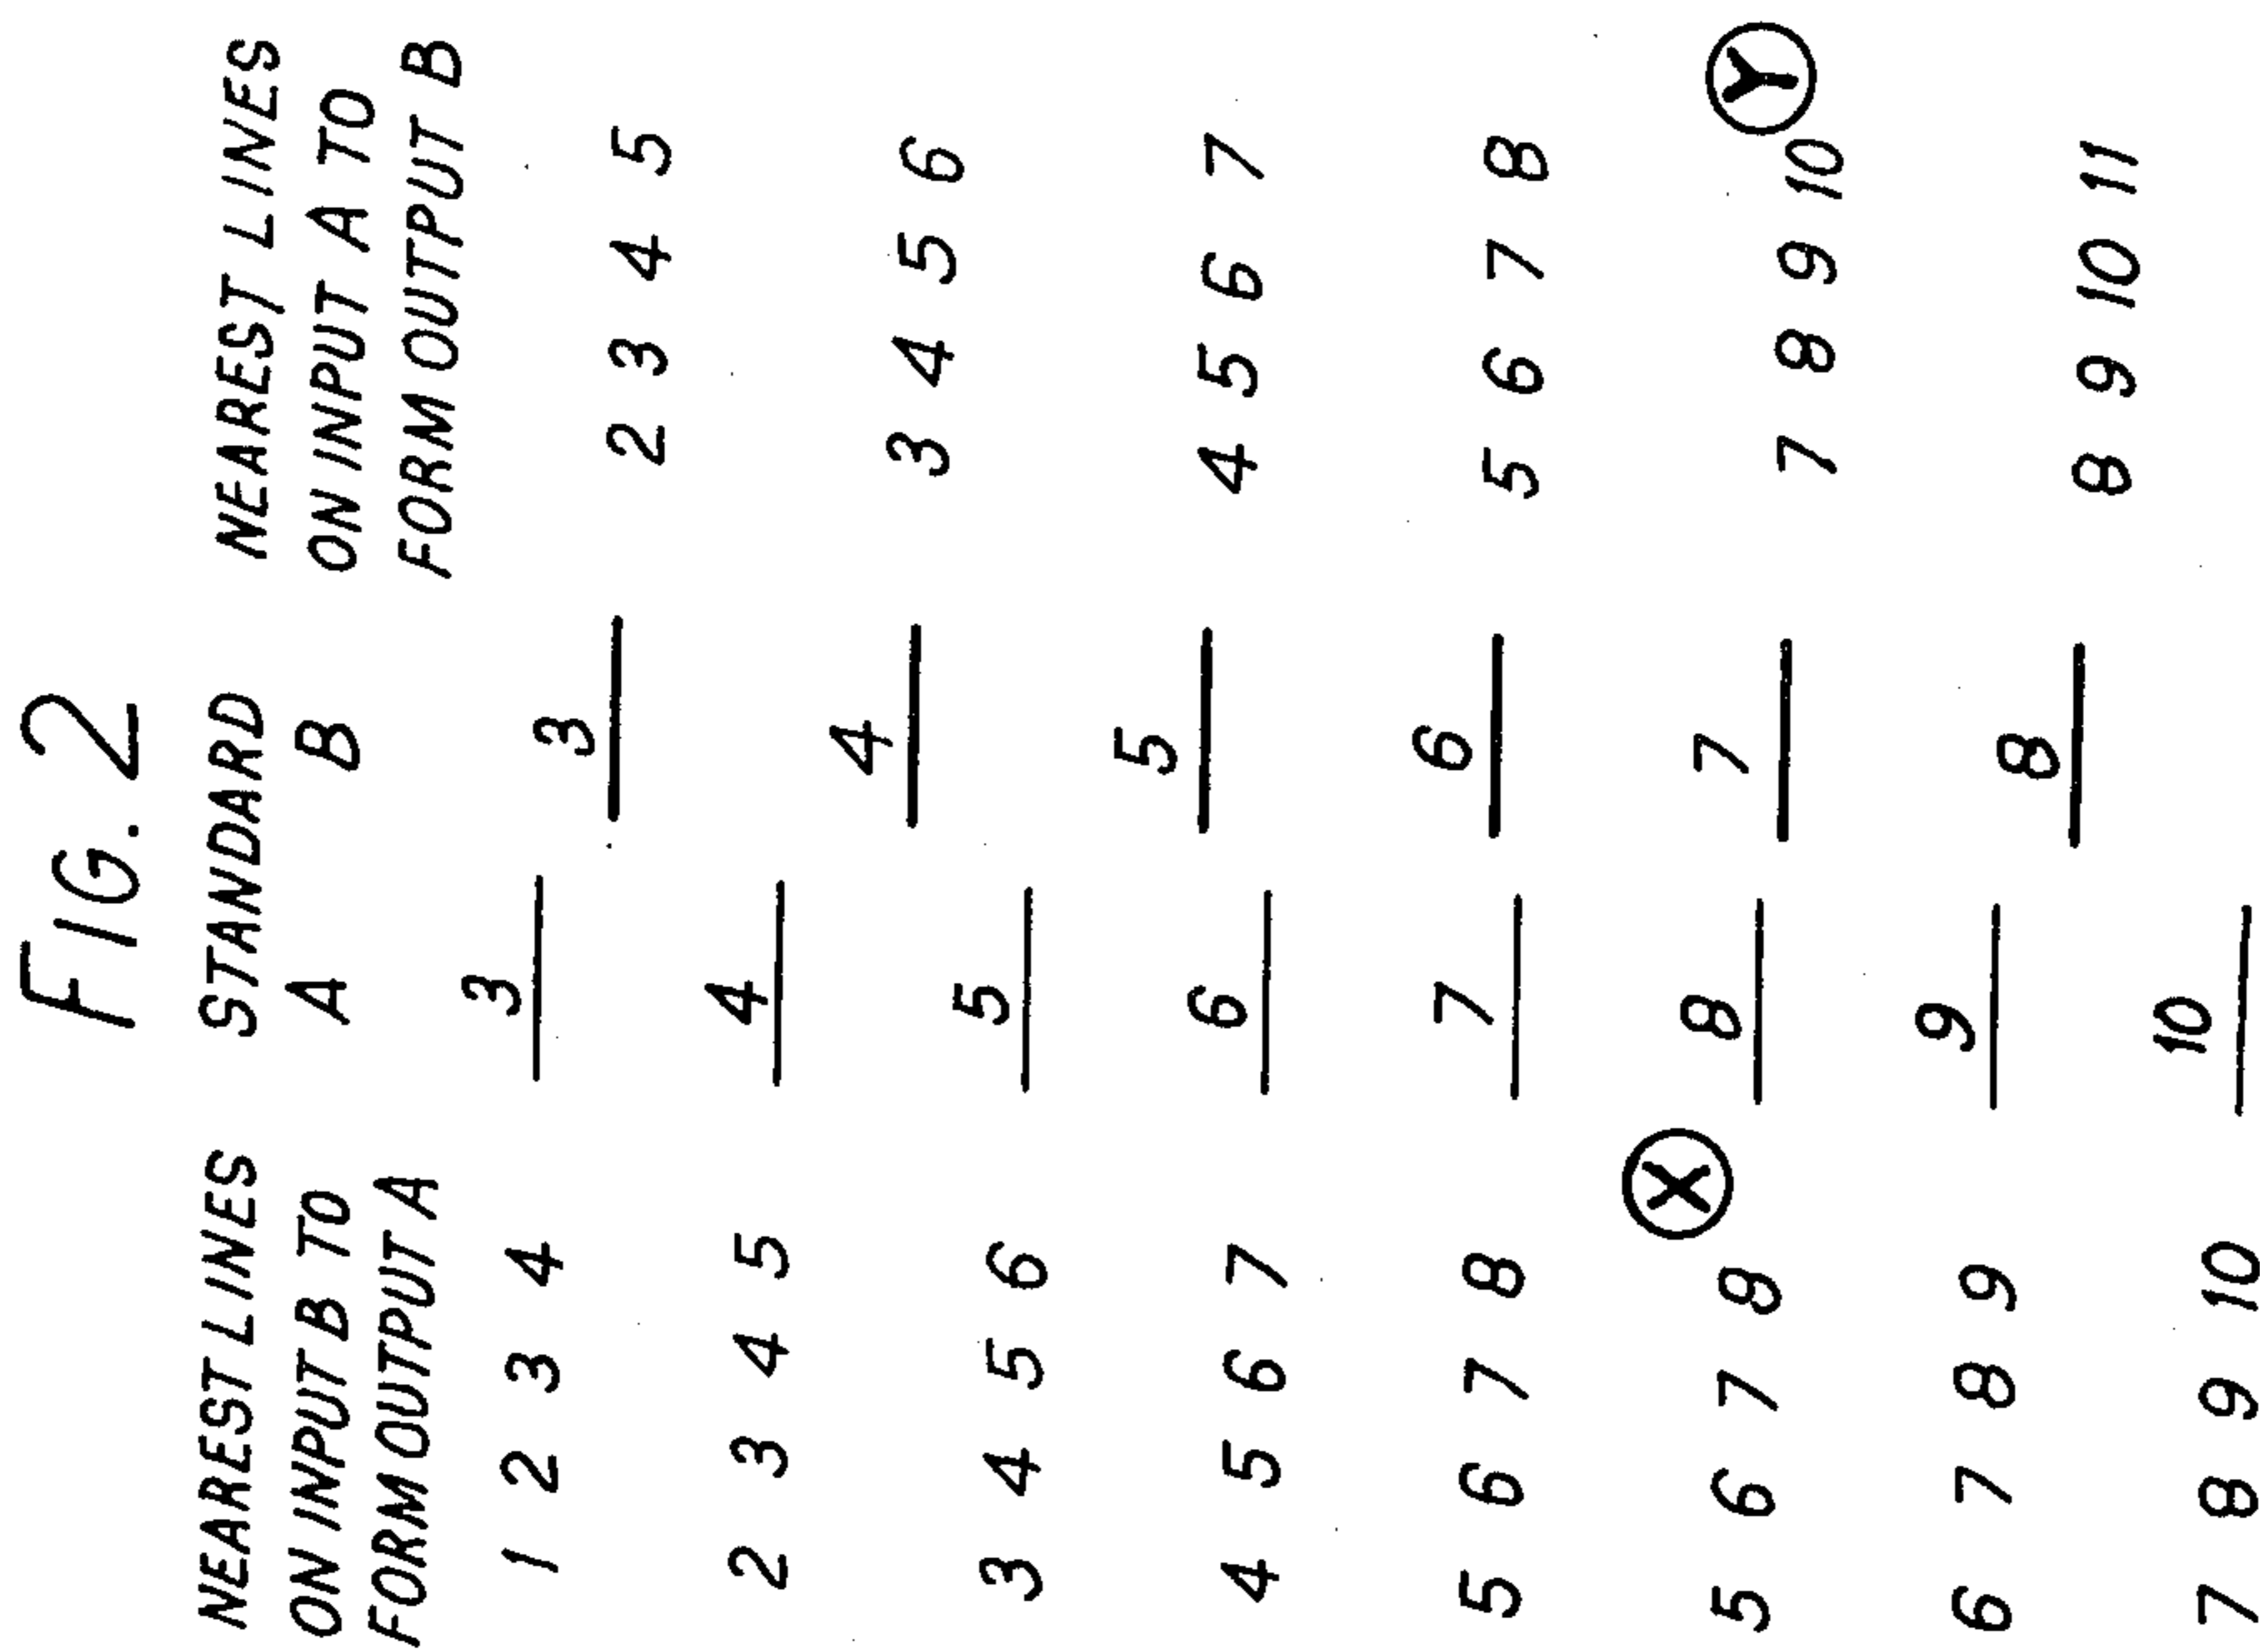 FIG. 2
NEAREST LINES
ON INPUT B TO
FORM OUTPUT A
1 2 3 4
2 3 4 5
3 4 5 6
4 5 6 7
5 6 7 8
X
5 6 7 8
6 7 8 9
7 8 9 10
STANDARD
A B
3
4
5
6
7
8
9
10
3
4
5
6
7
8
NEAREST LINES
ON INPUT A TO
FORM OUTPUT B
2 3 4 5
3 4 5 6
4 5 6 7
5 6 7 8
Y
7 8 9 10
8 9 10 11